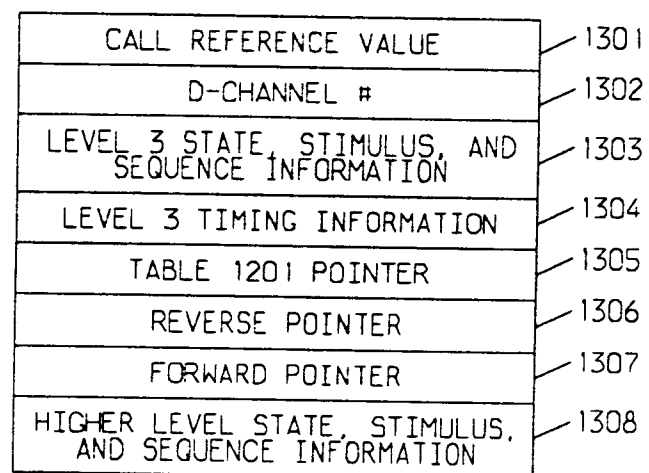 CALL REFERENCE VALUE 1301
D-CHANNEL # 1302
LEVEL 3 STATE, STIMULUS, AND
SEQUENCE INFORMATION 1303
LEVEL 3 TIMING INFORMATION 1304
TABLE 1201 POINTER 1305
REVERSE POINTER 1306
FORWARD POINTER 1307
HIGHER LEVEL STATE, STIMULUS,
AND SEQUENCE INFORMATION 1308